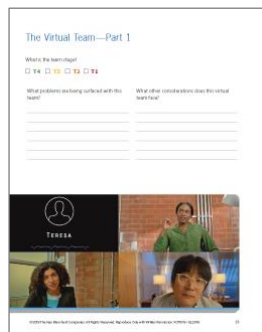 The Virtual Team—Part 1
What is the team stage?
☐ T4 ☐ T3 ☐ T2 ☐ T1
What problems are being surfaced with this
team?
What other considerations does this virtual
team face?
TERESA